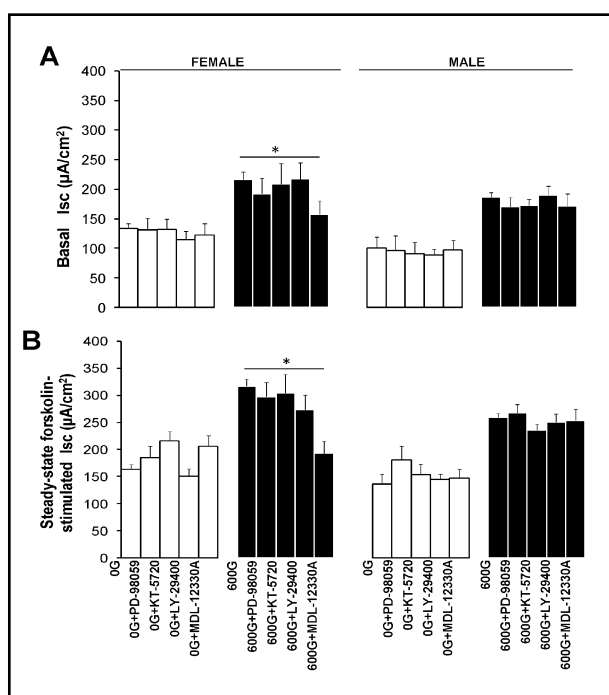 A
FEMALE
MALE
Basal Isc (µA/cm²)
400
350
300
250
200
150
100
50
0
*
B
Steady-state forskolin-
stimulated Isc (µA/cm²)
400
350
300
250
200
150
100
50
0
*
0G
0G+PD-98059
0G+KT-5720
0G+LY-29400
0G+MDL-12330A
600G
600G+PD-98059
600G+KT-5720
600G+LY-29400
600G+MDL-12330A
0G
0G+PD-98059
0G+KT-5720
0G+LY-29400
0G+MDL-12330A
600G
600G+PD-98059
600G+KT-5720
600G+LY-29400
600G+MDL-12330A